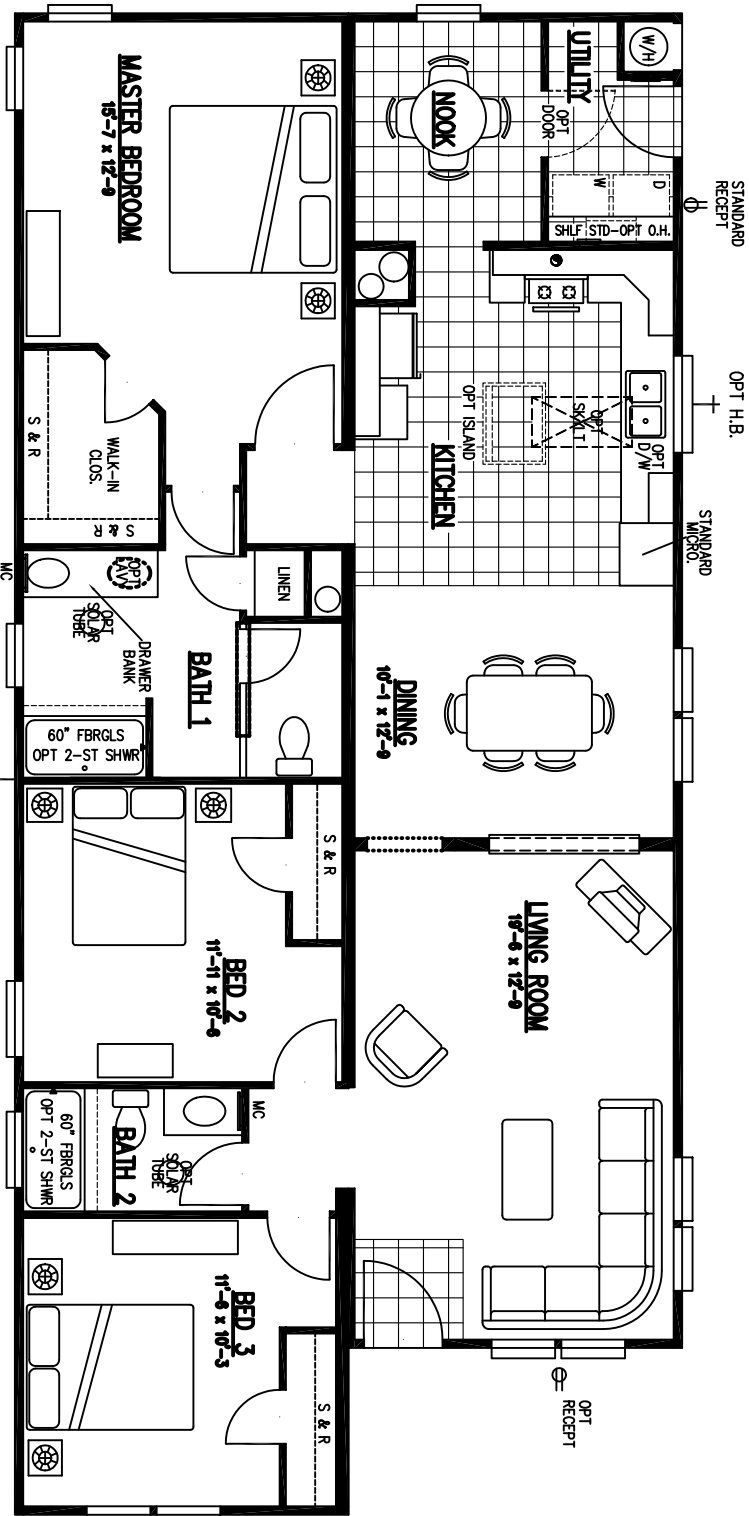 STANDARD
RECEPT
OPT H.B.
STANDARD
MICRO.
W/H
UTILITY
OPT
DOOR
D
W
SHLF STD-OPT O.H.
NOOK
OPT
D/W
OPT
SKYLT
OPT ISLAND
KITCHEN
DINING
10'-1 x 12'-9
LIVING ROOM
19'-6 x 12'-9
OPT
RECEPT
MASTER BEDROOM
15'-7 x 12'-9
WALK-IN
CLOS.
S & R
S & R
LINEN
BATH 1
OPT
LAV
OPT
SOLAR
TUBE
DRAWER
BANK
MC
60" FBRGLS
OPT 2-ST SHWR
S & R
BED 2
11'-11 x 10'-6
MC
BATH 2
OPT
SOLAR
TUBE
60" FBRGLS
OPT 2-ST SHWR
BED 3
11'-6 x 10'-3
S & R